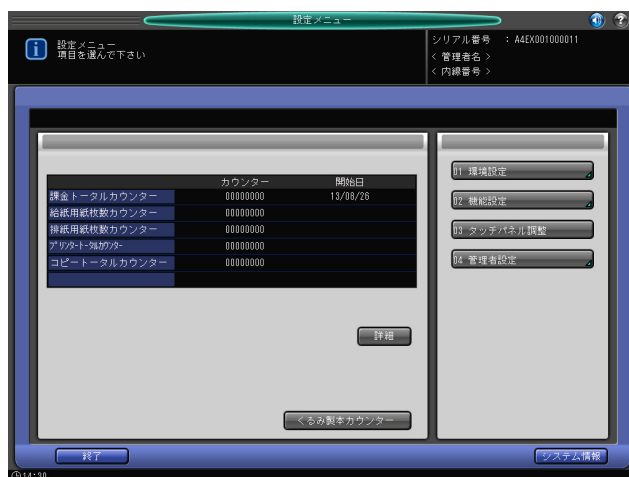 設定メニュー
設定メニュー
項目を選んで下さい
シリアル番号 : A4EX001000011
< 管理者名 >
< 内線番号 >
カウンター 開始日
課金トータルカウンター 00000000 13/08/26
給紙用紙枚数カウンター 00000000
排紙用紙枚数カウンター 00000000
プリンタートータルカウンター 00000000
コピートータルカウンター 00000000
詳細
くるみ製本カウンター
01 環境設定
02 機能設定
03 タッチパネル調整
04 管理者設定
終了
システム情報
14:30